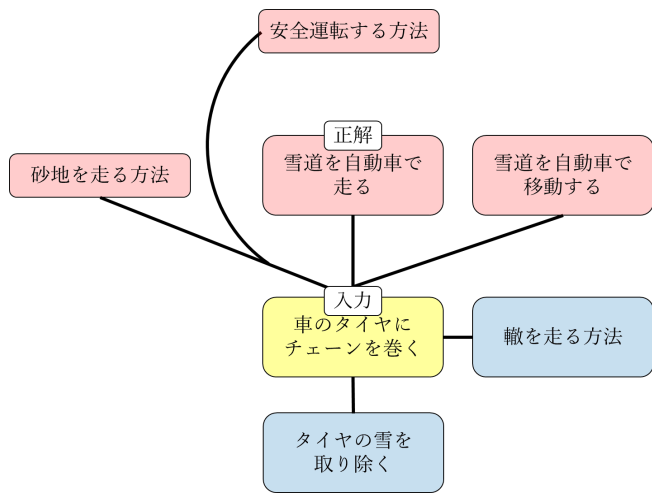 安全運転する方法
正解
砂地を走る方法
雪道を自動車で
走る
雪道を自動車で
移動する
入力
車のタイヤに
チェーンを巻く
轍を走る方法
タイヤの雪を
取り除く